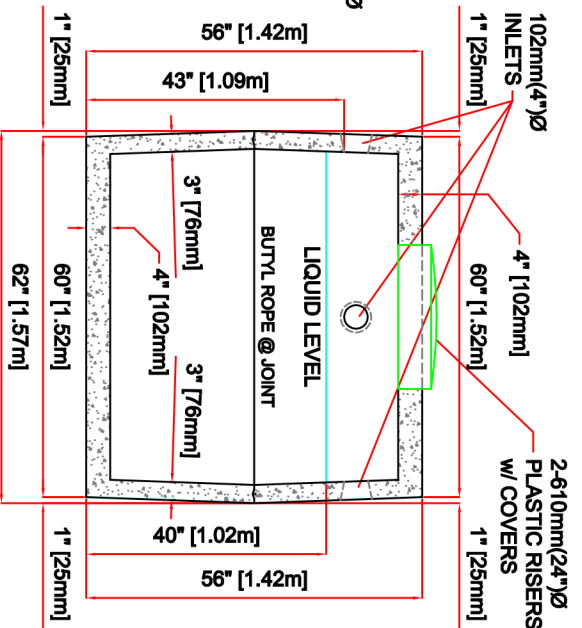 Ø
56" [1.42m]
43" [1.09m]
1" [25mm]
1" [25mm]
102mm(4")Ø
INLETS
4" [102mm]
60" [1.52m]
2-610mm(24")Ø
PLASTIC RISERS
w/ COVERS
1" [25mm]
LIQUID LEVEL
BUTYL ROPE @ JOINT
3" [76mm]
3" [76mm]
4" [102mm]
60" [1.52m]
62" [1.57m]
40" [1.02m]
56" [1.42m]
1" [25mm]